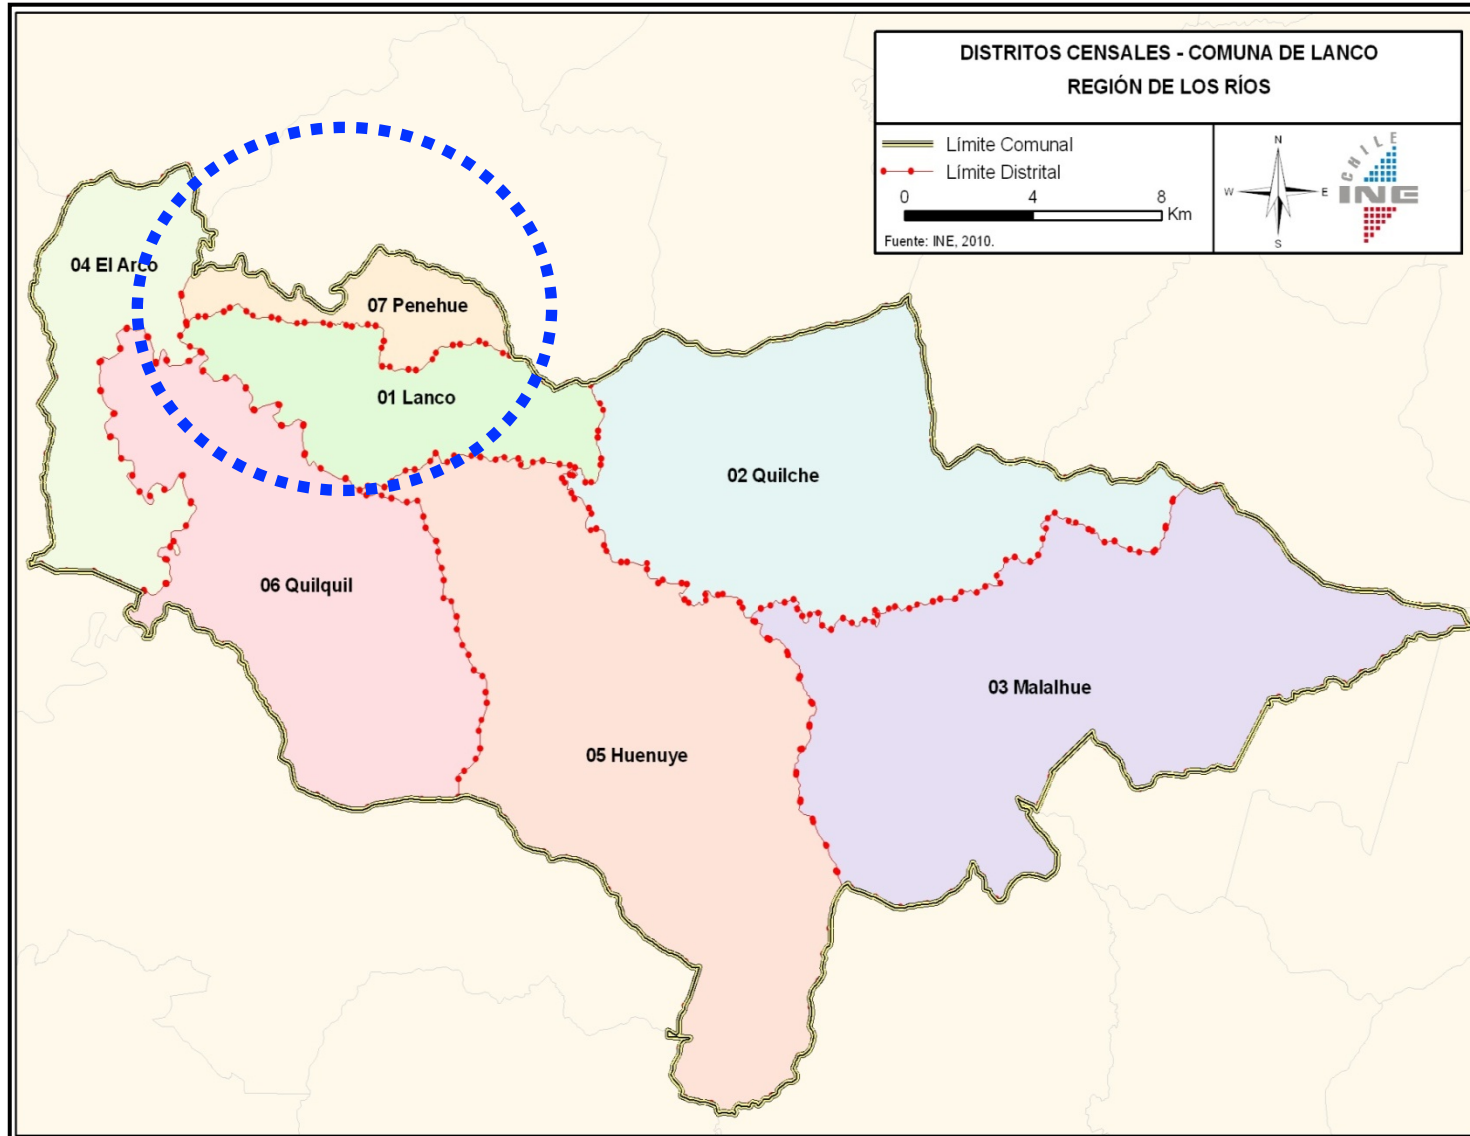 DISTRITOS CENSALES - COMUNA DE LANCO
REGIÓN DE LOS RÍOS
Límite Comunal
Límite Distrital
0 4 8
Km
Fuente: INE, 2010.
N
W E
S
CHILE
INE
04 El Arco
07 Penehue
01 Lanco
02 Quilche
06 Quilquil
03 Malalhue
05 Huenuye